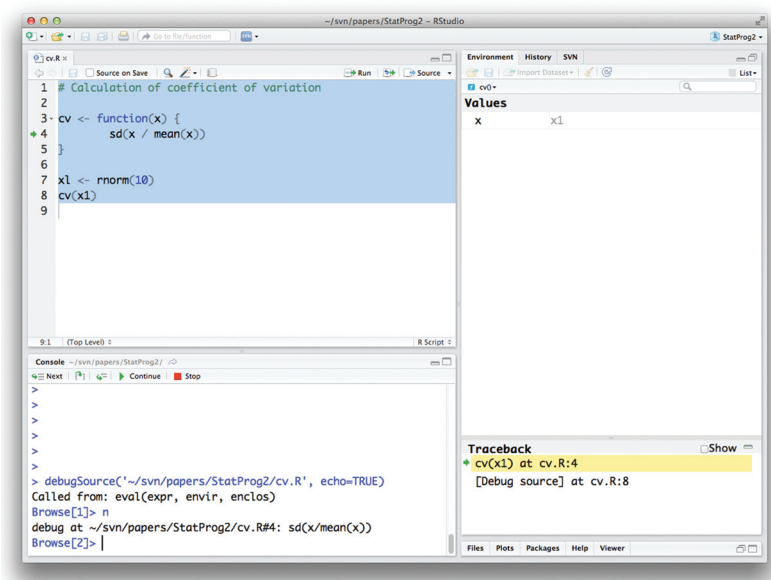 ~/svn/papers/StatProg2 – RStudio
Go to file/function
StatProg2
cv.R
Source on Save
Run
Source
1 # Calculation of coefficient of variation
2
3 cv <- function(x) {
4 sd(x / mean(x))
5 }
6
7 xl <- rnorm(10)
8 cv(x1)
9
9:1 (Top Level) R Script
Console ~/svn/papers/StatProg2/
Next Continue Stop
>
>
>
>
>
>
> debugSource('~/svn/papers/StatProg2/cv.R', echo=TRUE)
Called from: eval(expr, envir, enclos)
Browse[1]> n
debug at ~/svn/papers/StatProg2/cv.R#4: sd(x/mean(x))
Browse[2]>
Environment History SVN
Import Dataset List
cv()
Values
x x1
Traceback Show
cv(x1) at cv.R:4
[Debug source] at cv.R:8
Files Plots Packages Help Viewer